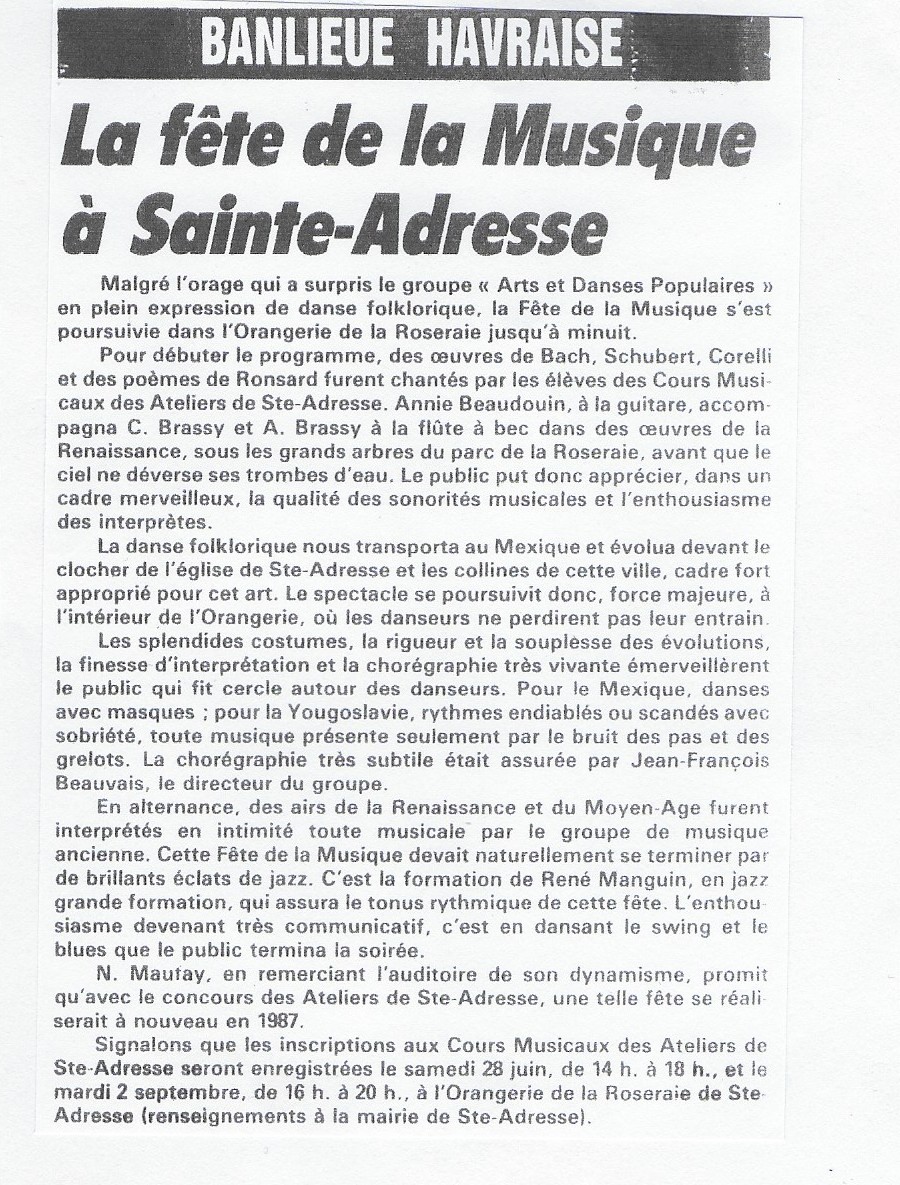 BANLIEUE HAVRAISE
La fête de la Musique
à Sainte-Adresse
Malgré l'orage qui a surpris le groupe « Arts et Danses Populaires »
en plein expression de danse folklorique, la Fête de la Musique s'est
poursuivie dans l'Orangerie de la Roseraie jusqu'à minuit.
Pour débuter le programme, des œuvres de Bach, Schubert, Corelli
et des poèmes de Ronsard furent chantés par les élèves des Cours Musi-
caux des Ateliers de Ste-Adresse. Annie Beaudouin, à la guitare, accom-
pagna C. Brassy et A. Brassy à la flûte à bec dans des œuvres de la
Renaissance, sous les grands arbres du parc de la Roseraie, avant que le
ciel ne déverse ses trombes d'eau. Le public put donc apprécier, dans un
cadre merveilleux, la qualité des sonorités musicales et l'enthousiasme
des interprètes.
La danse folklorique nous transporta au Mexique et évolua devant le
clocher de l'église de Ste-Adresse et les collines de cette ville, cadre fort
approprié pour cet art. Le spectacle se poursuivit donc, force majeure, à
l'intérieur de l'Orangerie, où les danseurs ne perdirent pas leur entrain.
Les splendides costumes, la rigueur et la souplesse des évolutions,
la finesse d'interprétation et la chorégraphie très vivante émerveillèrent
le public qui fit cercle autour des danseurs. Pour le Mexique, danses
avec masques ; pour la Yougoslavie, rythmes endiablés ou scandés avec
sobriété, toute musique présente seulement par le bruit des pas et des
grelots. La chorégraphie très subtile était assurée par Jean-François
Beauvais, le directeur du groupe.
En alternance, des airs de la Renaissance et du Moyen-Age furent
interprétés en intimité toute musicale par le groupe de musique
ancienne. Cette Fête de la Musique devait naturellement se terminer par
de brillants éclats de jazz. C'est la formation de René Manguin, en jazz
grande formation, qui assura le tonus rythmique de cette fête. L'enthou-
siasme devenant très communicatif, c'est en dansant le swing et le
blues que le public termina la soirée.
N. Maufay, en remerciant l'auditoire de son dynamisme, promit
qu'avec le concours des Ateliers de Ste-Adresse, une telle fête se réali-
serait à nouveau en 1987.
Signalons que les inscriptions aux Cours Musicaux des Ateliers de
Ste-Adresse seront enregistrées le samedi 28 juin, de 14 h. à 18 h., et le
mardi 2 septembre, de 16 h. à 20 h., à l'Orangerie de la Roseraie de Ste-
Adresse (renseignements à la mairie de Ste-Adresse).